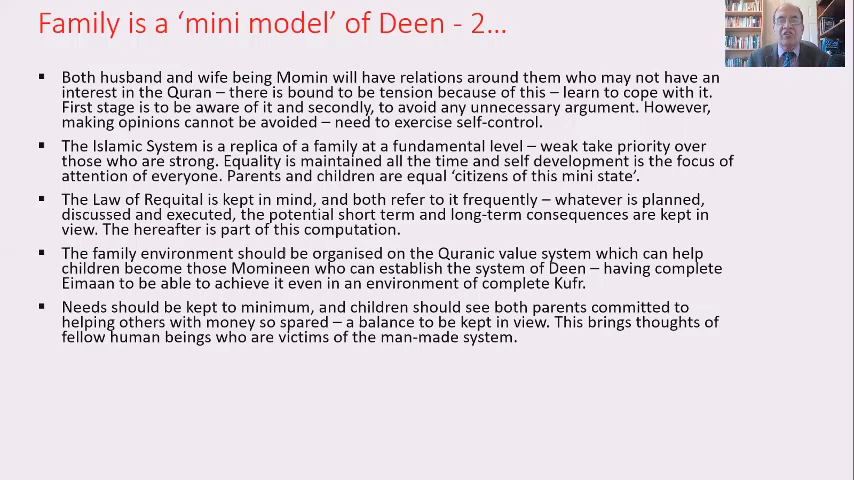 Family is a ‘mini model’ of Deen - 2…
▪ Both husband and wife being Momin will have relations around them who may not have an
interest in the Quran – there is bound to be tension because of this – learn to cope with it.
First stage is to be aware of it and secondly, to avoid any unnecessary argument. However,
making opinions cannot be avoided – need to exercise self-control.
▪ The Islamic System is a replica of a family at a fundamental level – weak take priority over
those who are strong. Equality is maintained all the time and self development is the focus of
attention of everyone. Parents and children are equal ‘citizens of this mini state’.
▪ The Law of Requital is kept in mind, and both refer to it frequently – whatever is planned,
discussed and executed, the potential short term and long-term consequences are kept in
view. The hereafter is part of this computation.
▪ The family environment should be organised on the Quranic value system which can help
children become those Momineen who can establish the system of Deen – having complete
Eimaan to be able to achieve it even in an environment of complete Kufr.
▪ Needs should be kept to minimum, and children should see both parents committed to
helping others with money so spared – a balance to be kept in view. This brings thoughts of
fellow human beings who are victims of the man-made system.